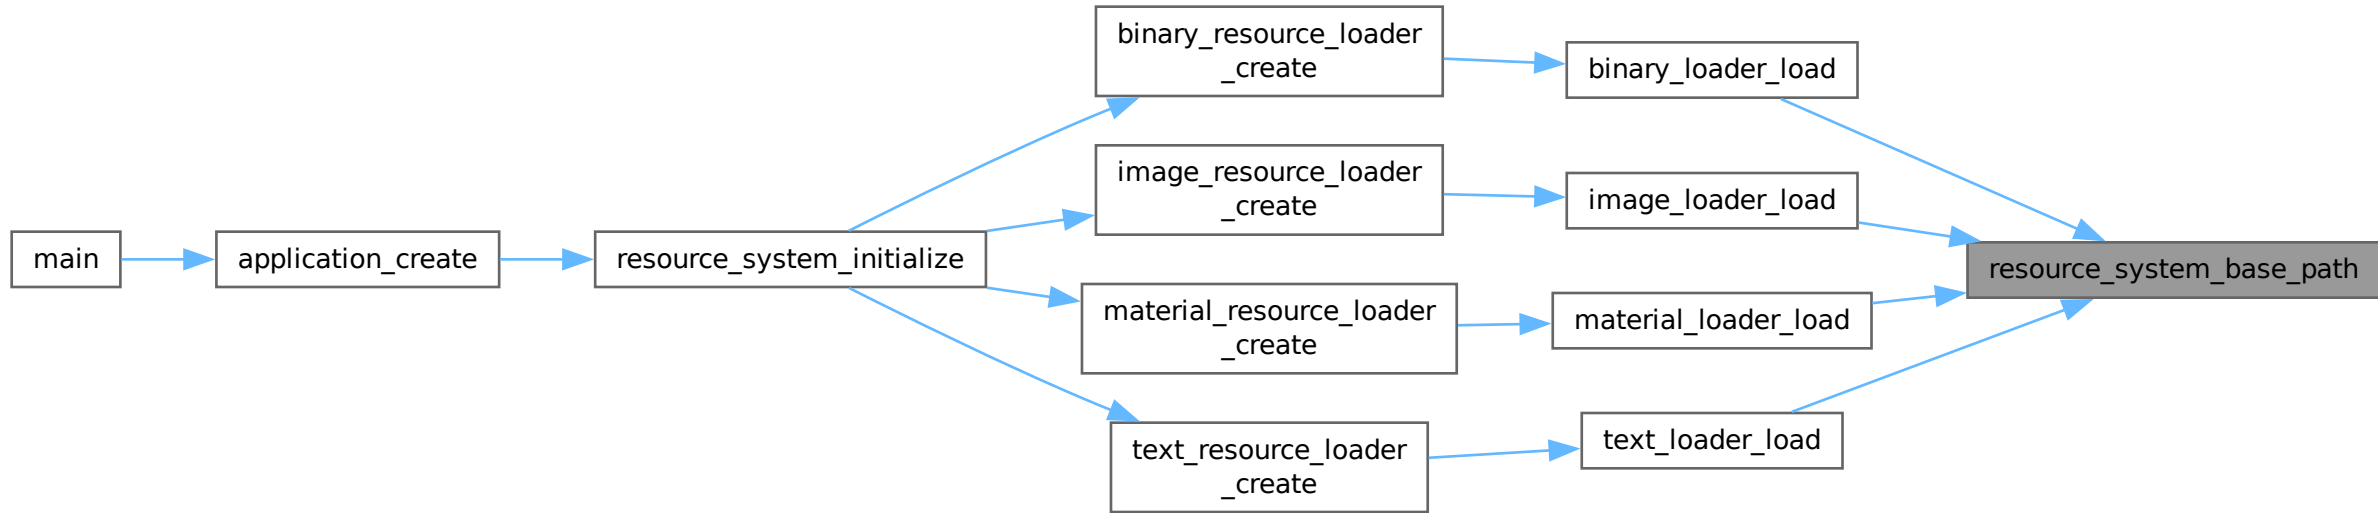 main
application_create
resource_system_initialize
binary_resource_loader
_create
image_resource_loader
_create
material_resource_loader
_create
text_resource_loader
_create
binary_loader_load
image_loader_load
material_loader_load
text_loader_load
resource_system_base_path